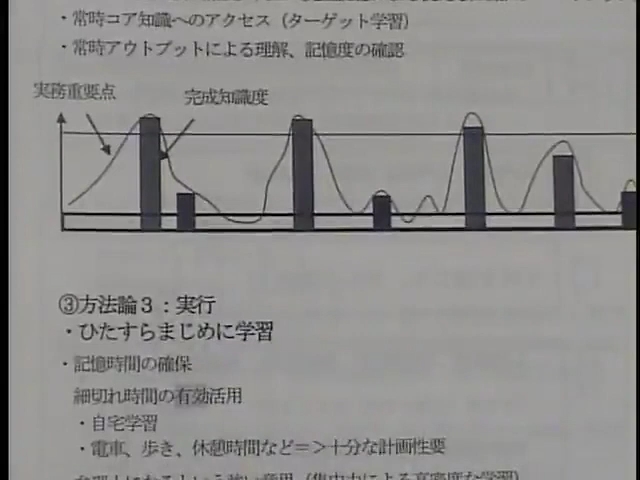 ・常時コア知識へのアクセス（ターゲット学習）
・常時アウトプットによる理解、記憶度の確認
実務重要点
完成知識度
③方法論３：実行
・ひたすらまじめに学習
・記憶時間の確保
細切れ時間の有効活用
・自宅学習
・電車、歩き、休憩時間など＝＞十分な計画性要